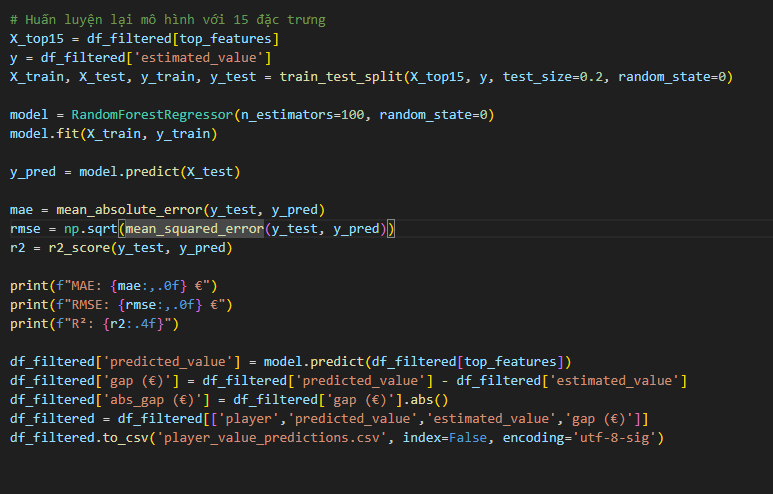 # Huấn luyện lại mô hình với 15 đặc trưng
X_top15 = df_filtered[top_features]
y = df_filtered['estimated_value']
X_train, X_test, y_train, y_test = train_test_split(X_top15, y, test_size=0.2, random_state=0)
model = RandomForestRegressor(n_estimators=100, random_state=0)
model.fit(X_train, y_train)
y_pred = model.predict(X_test)
mae = mean_absolute_error(y_test, y_pred)
rmse = np.sqrt(mean_squared_error(y_test, y_pred))
r2 = r2_score(y_test, y_pred)
print(f"MAE: {mae:,.0f} €")
print(f"RMSE: {rmse:,.0f} €")
print(f"R²: {r2:.4f}")
df_filtered['predicted_value'] = model.predict(df_filtered[top_features])
df_filtered['gap (€)'] = df_filtered['predicted_value'] - df_filtered['estimated_value']
df_filtered['abs_gap (€)'] = df_filtered['gap (€)'].abs()
df_filtered = df_filtered[['player','predicted_value','estimated_value','gap (€)']]
df_filtered.to_csv('player_value_predictions.csv', index=False, encoding='utf-8-sig')